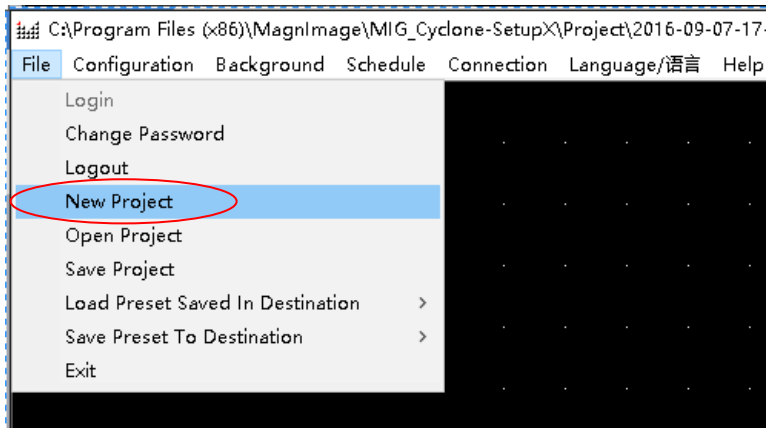 C:\Program Files (x86)\MagnImage\MIG_Cyclone-SetupX\Project\2016-09-07-17-
File Configuration Background Schedule Connection Language/语言 Help
Login
Change Password
Logout
New Project
Open Project
Save Project
Load Preset Saved In Destination >
Save Preset To Destination >
Exit